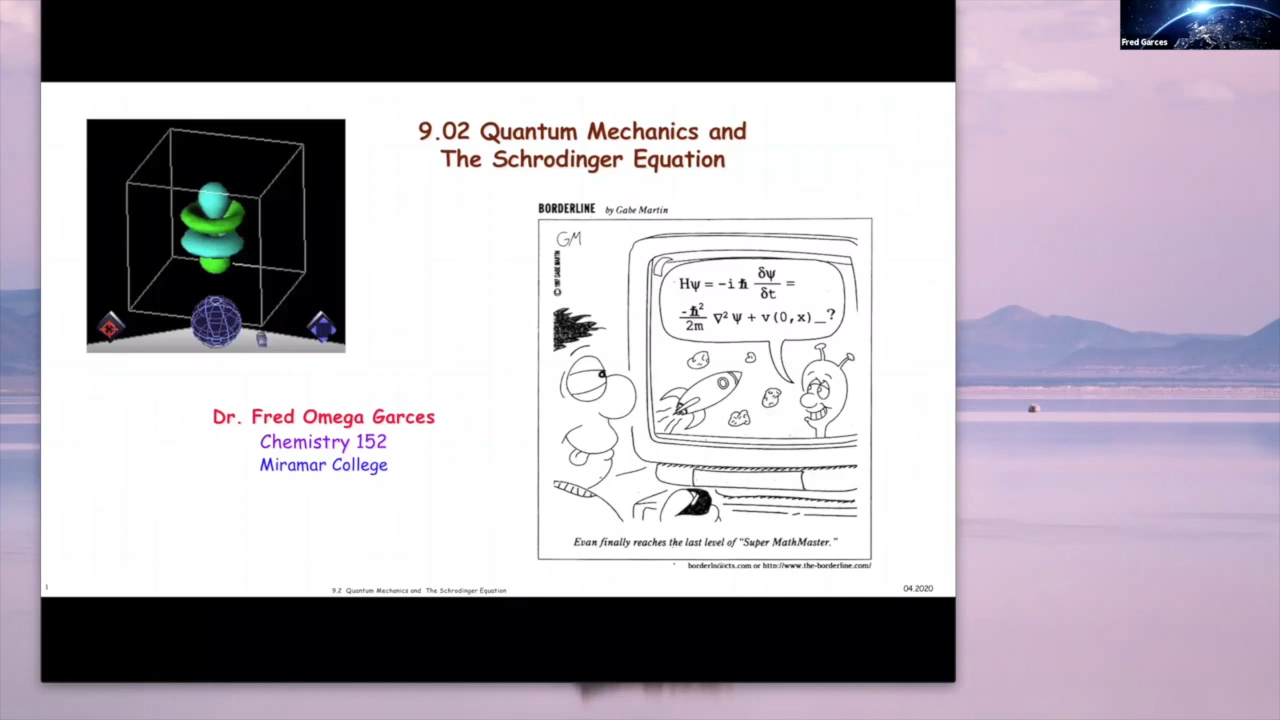 Fred Garces
9.02 Quantum Mechanics and
The Schrodinger Equation
BORDERLINE by Gabe Martin
GM
© 1997 GABE MARTIN
Hψ = -i ħ δψ/δt =
-ħ²/2m ∇² Ψ + v(0,x)_?
Dr. Fred Omega Garces
Chemistry 152
Miramar College
Evan finally reaches the last level of "Super MathMaster."
borderln@cts.com or http://www.the-borderline.com/
1
9.2 Quantum Mechanics and The Schrodinger Equation
04.2020